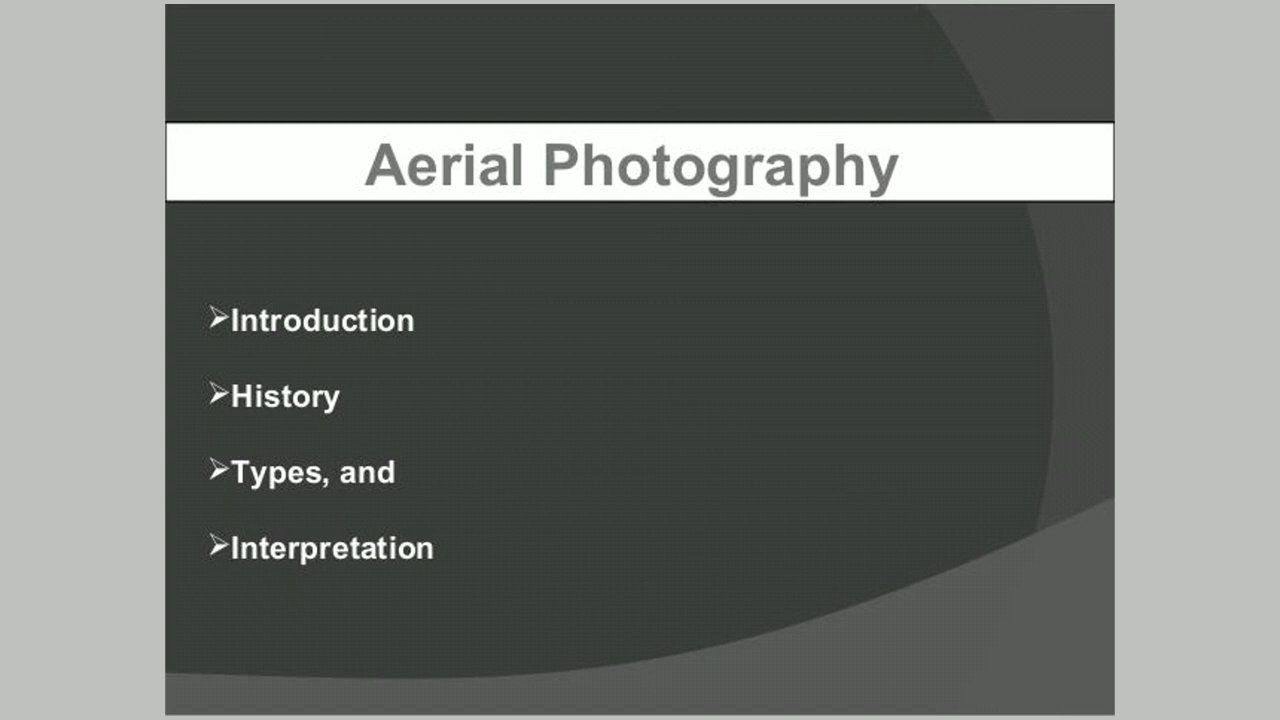 Aerial Photography
➢Introduction
➢History
➢Types, and
➢Interpretation